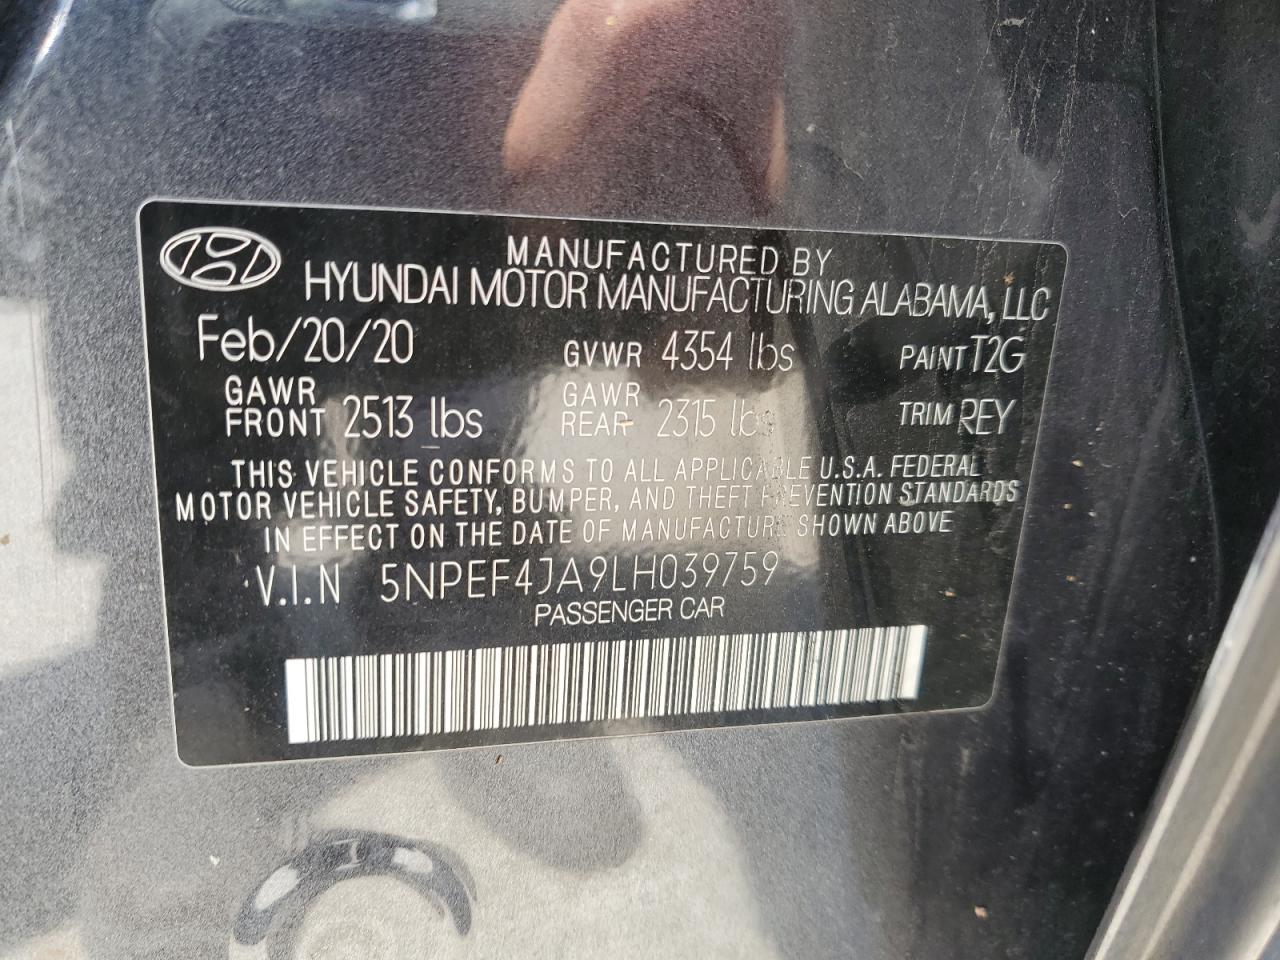 MANUFACTURED BY
HYUNDAI MOTOR MANUFACTURING ALABAMA, LLC
Feb/20/20 GVWR 4354 lbs PAINT T2G
GAWR FRONT 2513 lbs GAWR REAR 2315 lbs TRIM REY
THIS VEHICLE CONFORMS TO ALL APPLICABLE U.S.A. FEDERAL
MOTOR VEHICLE SAFETY, BUMPER, AND THEFT PREVENTION STANDARDS
IN EFFECT ON THE DATE OF MANUFACTURE SHOWN ABOVE
V.I.N 5NPEF4JA9LH039759
PASSENGER CAR